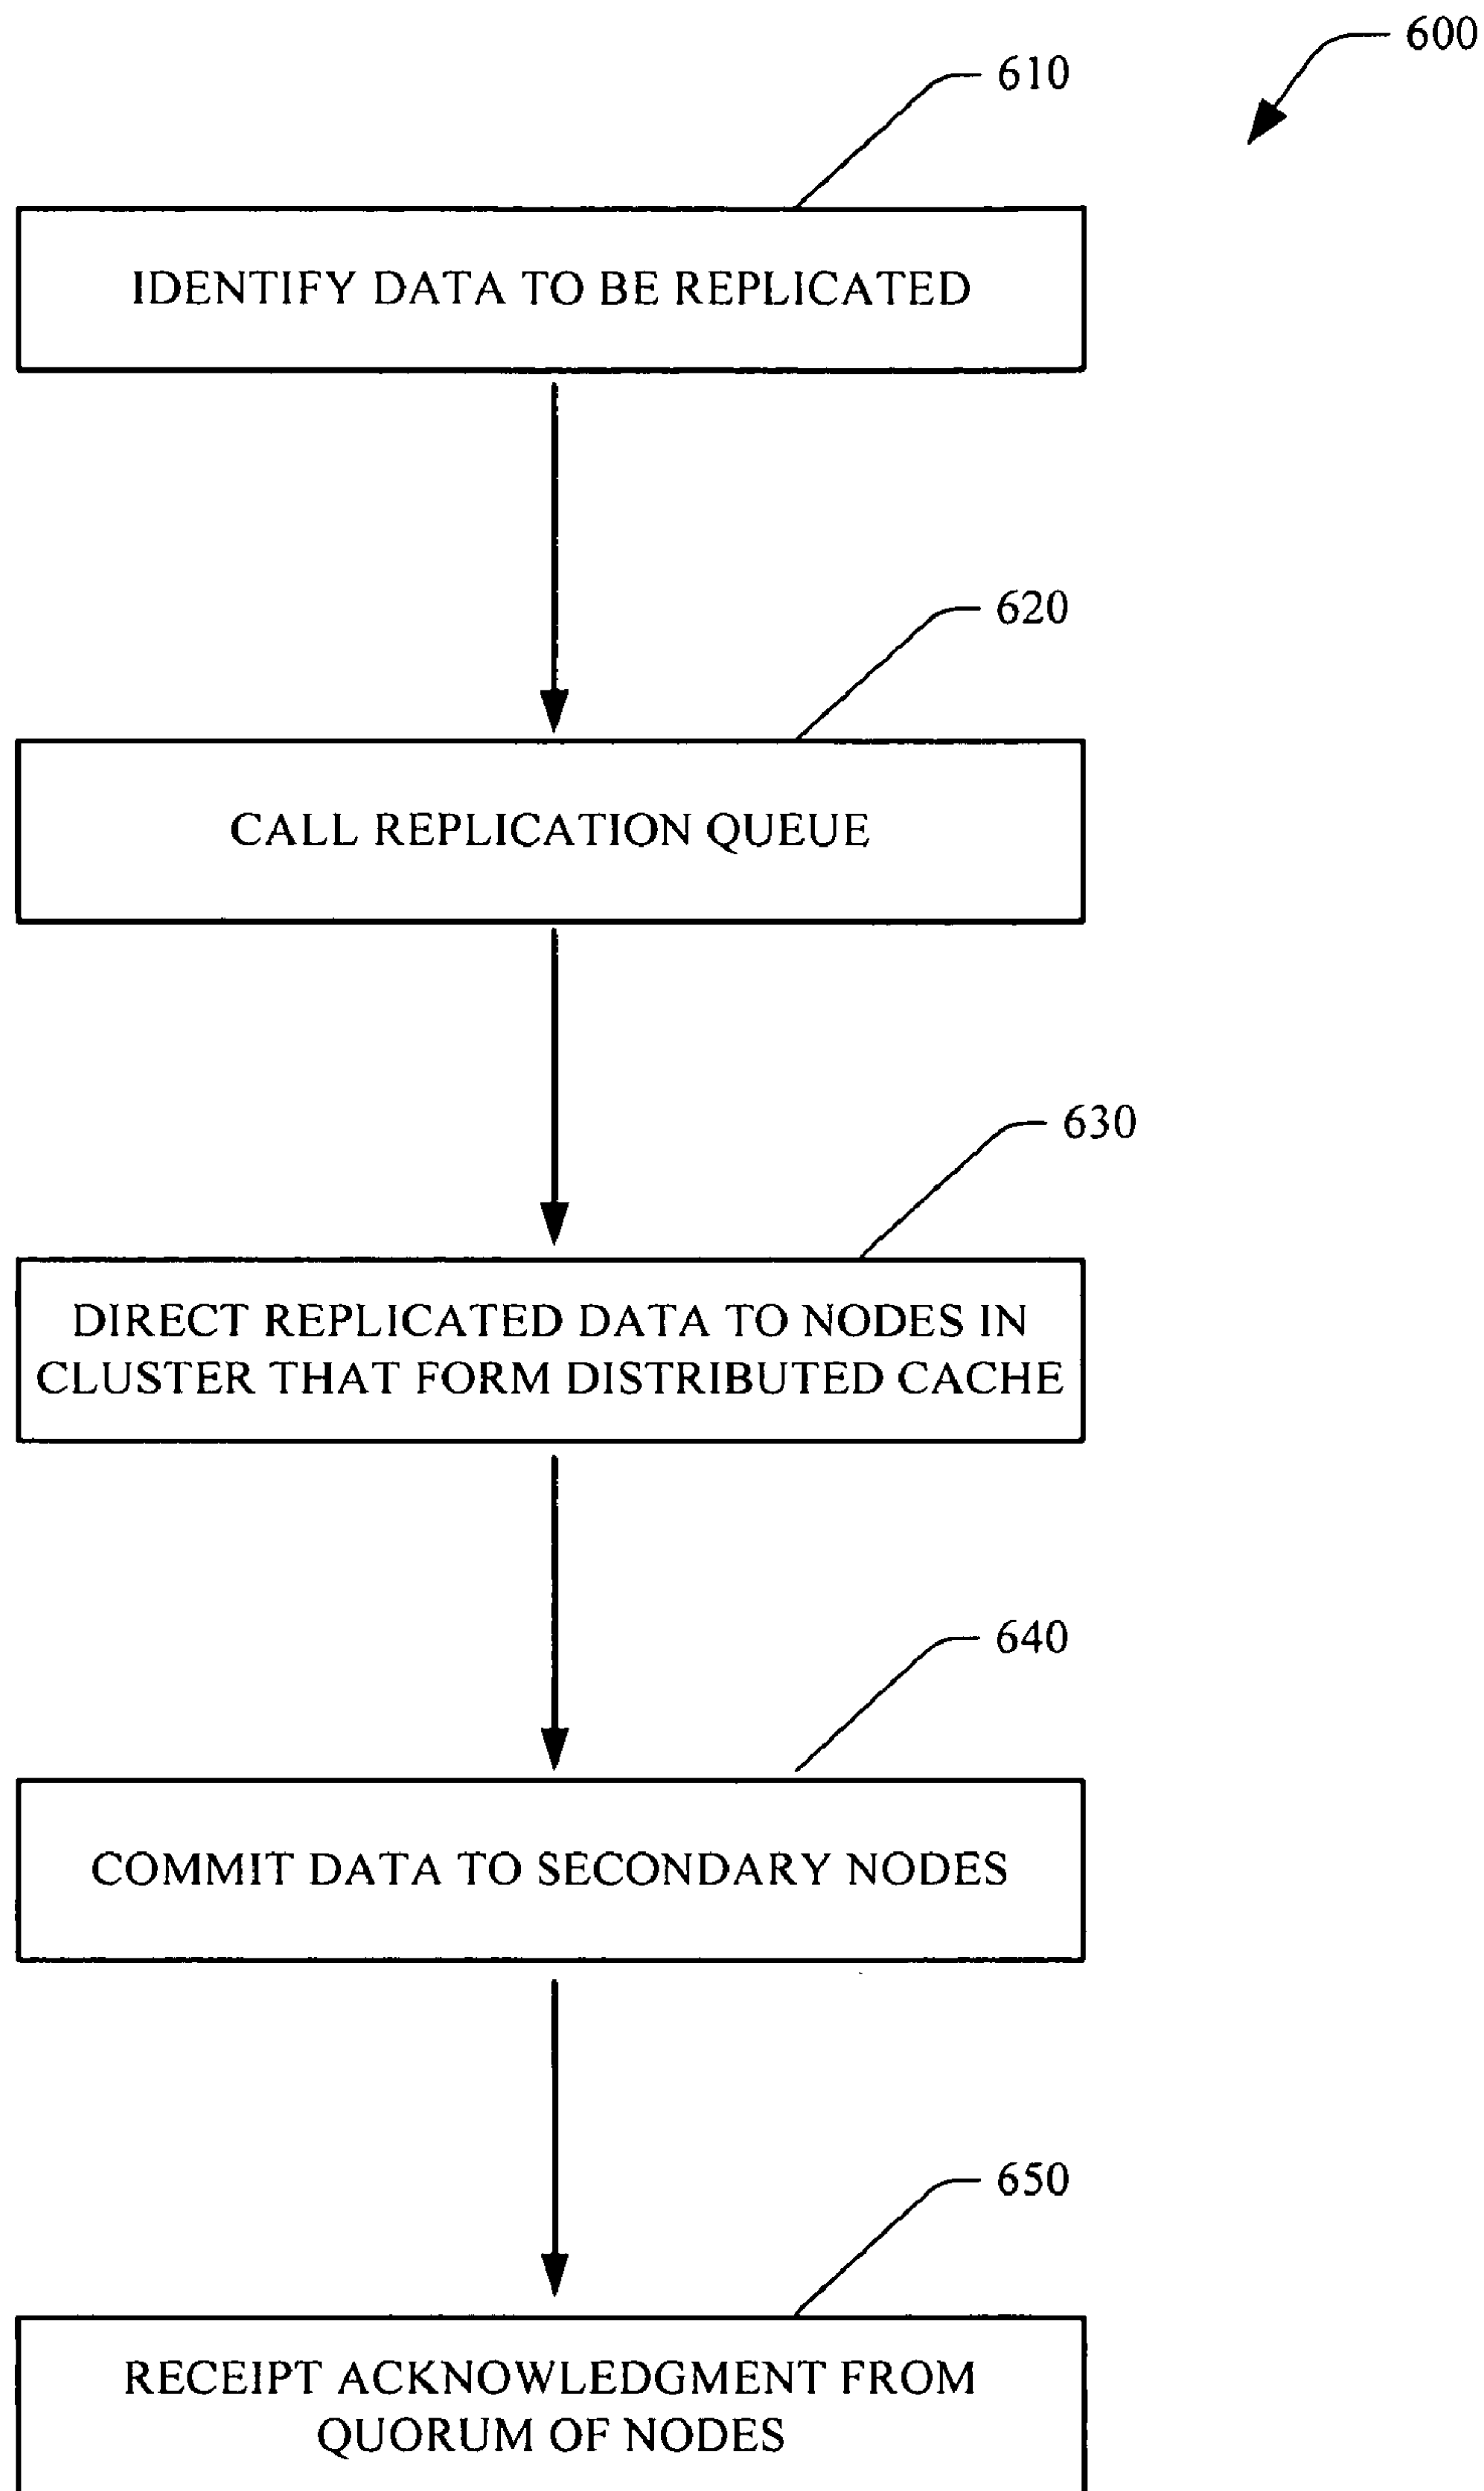 600
610
IDENTIFY DATA TO BE REPLICATED
620
CALL REPLICATION QUEUE
630
DIRECT REPLICATED DATA TO NODES IN
CLUSTER THAT FORM DISTRIBUTED CACHE
640
COMMIT DATA TO SECONDARY NODES
650
RECEIPT ACKNOWLEDGMENT FROM
QUORUM OF NODES